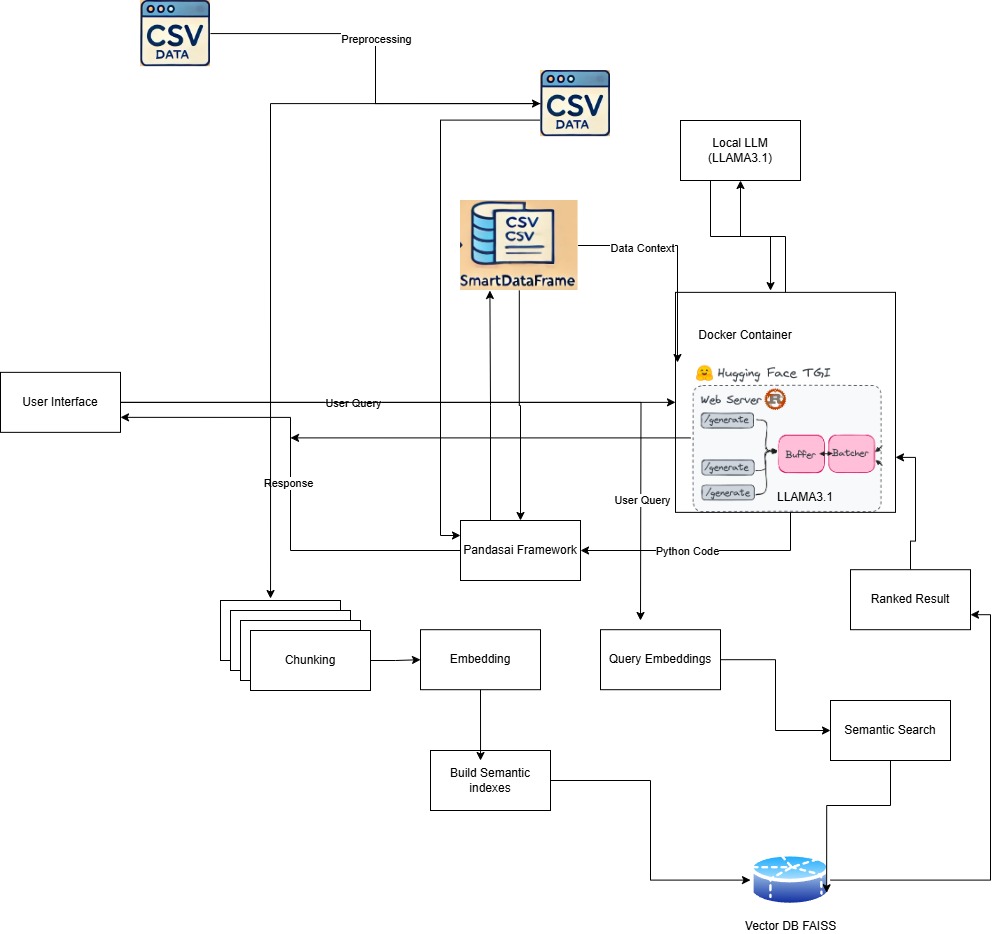 CSV
DATA
Preprocessing
CSV
DATA
Local LLM
(LLAMA3.1)
CSV
CSV
SmartDataFrame
Data Context
Docker Container
Hugging Face TGI
User Interface
User Query
Web Server
/generate
Buffer
Batcher
/generate
/generate
LLAMA3.1
Response
User Query
Pandasai Framework
Python Code
Ranked Result
Chunking
Embedding
Query Embeddings
Semantic Search
Build Semantic
indexes
Vector DB FAISS